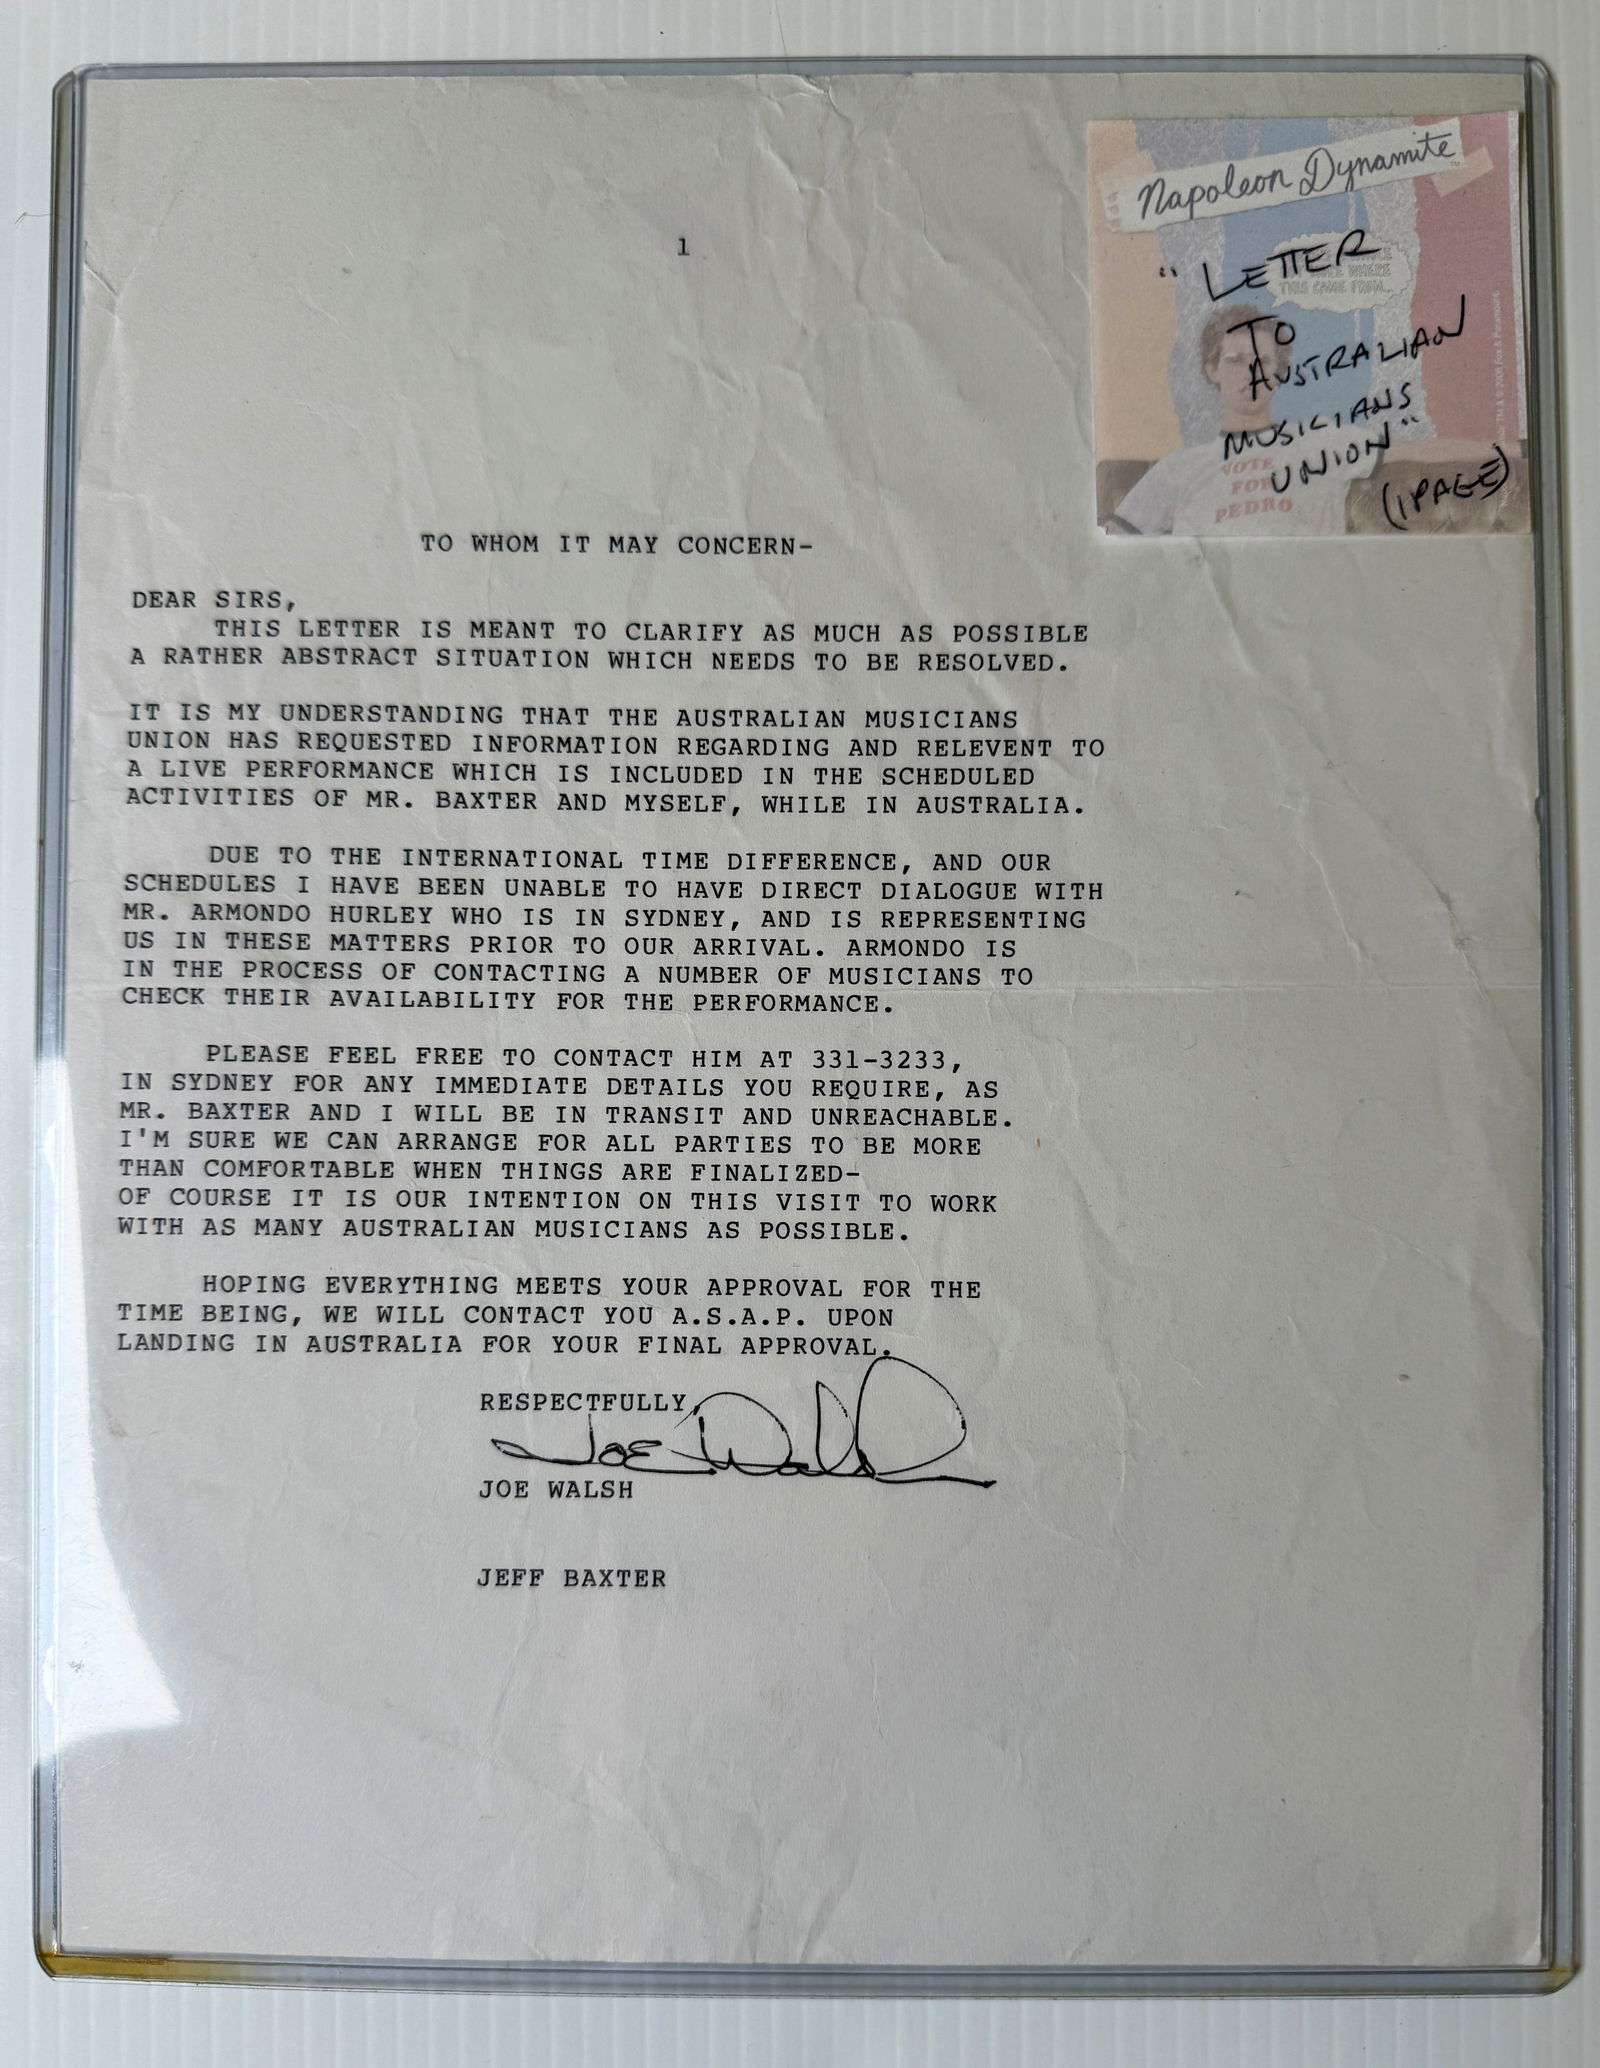 Napoleon Dynamite
WHERE
THIS CAME FROM...
"LETTER
TO
AUSTRALIAN
MUSICIANS
UNION"
(1 PAGE)
VOTE
FOR
PEDRO
1
TO WHOM IT MAY CONCERN-
DEAR SIRS,
THIS LETTER IS MEANT TO CLARIFY AS MUCH AS POSSIBLE
A RATHER ABSTRACT SITUATION WHICH NEEDS TO BE RESOLVED.
IT IS MY UNDERSTANDING THAT THE AUSTRALIAN MUSICIANS
UNION HAS REQUESTED INFORMATION REGARDING AND RELEVENT TO
A LIVE PERFORMANCE WHICH IS INCLUDED IN THE SCHEDULED
ACTIVITIES OF MR. BAXTER AND MYSELF, WHILE IN AUSTRALIA.
DUE TO THE INTERNATIONAL TIME DIFFERENCE, AND OUR
SCHEDULES I HAVE BEEN UNABLE TO HAVE DIRECT DIALOGUE WITH
MR. ARMONDO HURLEY WHO IS IN SYDNEY, AND IS REPRESENTING
US IN THESE MATTERS PRIOR TO OUR ARRIVAL. ARMONDO IS
IN THE PROCESS OF CONTACTING A NUMBER OF MUSICIANS TO
CHECK THEIR AVAILABILITY FOR THE PERFORMANCE.
PLEASE FEEL FREE TO CONTACT HIM AT 331-3233,
IN SYDNEY FOR ANY IMMEDIATE DETAILS YOU REQUIRE, AS
MR. BAXTER AND I WILL BE IN TRANSIT AND UNREACHABLE.
I'M SURE WE CAN ARRANGE FOR ALL PARTIES TO BE MORE
THAN COMFORTABLE WHEN THINGS ARE FINALIZED-
OF COURSE IT IS OUR INTENTION ON THIS VISIT TO WORK
WITH AS MANY AUSTRALIAN MUSICIANS AS POSSIBLE.
HOPING EVERYTHING MEETS YOUR APPROVAL FOR THE
TIME BEING, WE WILL CONTACT YOU A.S.A.P. UPON
LANDING IN AUSTRALIA FOR YOUR FINAL APPROVAL.
RESPECTFULLY,
Joe Walsh
JOE WALSH
JEFF BAXTER